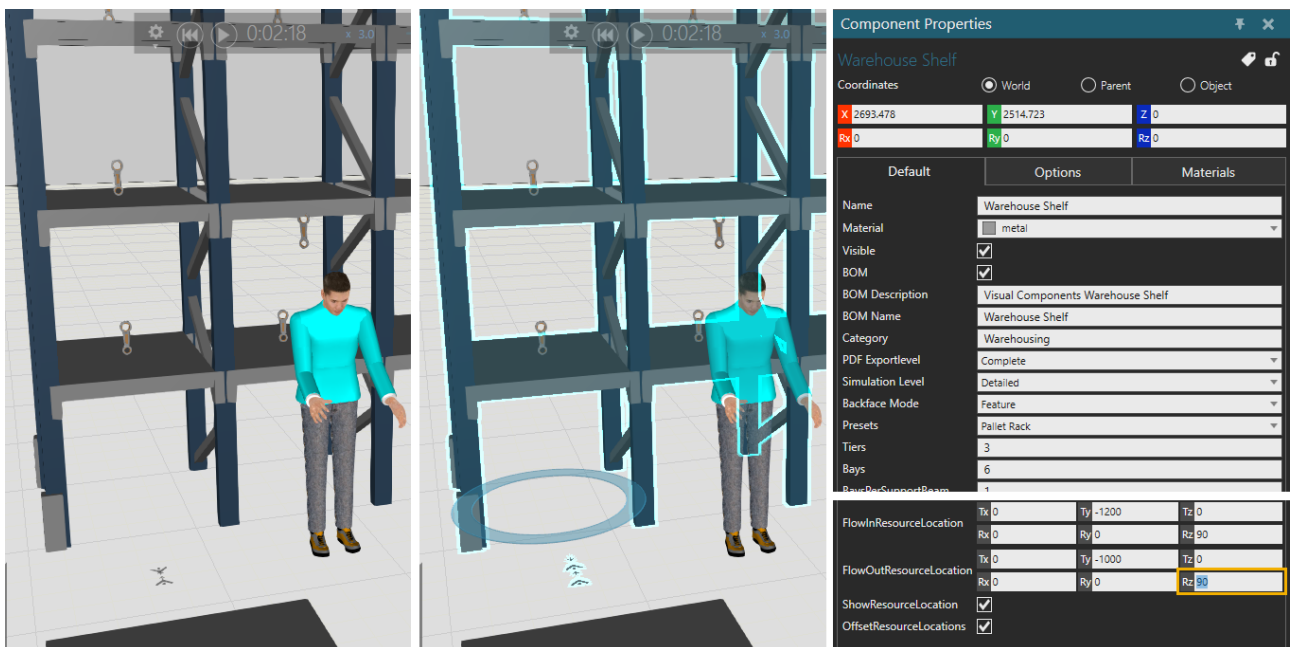 0:02:18 x 3.0
0:02:18 x 3.0
Component Properties
Warehouse Shelf
Coordinates World Parent Object
X 2693.478 Y 2514.723 Z 0
Rx 0 Ry 0 Rz 0
Default Options Materials
Name Warehouse Shelf
Material metal
Visible
BOM
BOM Description Visual Components Warehouse Shelf
BOM Name Warehouse Shelf
Category Warehousing
PDF Exportlevel Complete
Simulation Level Detailed
Backface Mode Feature
Presets Pallet Rack
Tiers 3
Bays 6
BaysPerSupportBeam 1
FlowInResourceLocation Tx 0 Ty -1200 Tz 0
Rx 0 Ry 0 Rz 90
FlowOutResourceLocation Tx 0 Ty -1000 Tz 0
Rx 0 Ry 0 Rz 90
ShowResourceLocation
OffsetResourceLocations